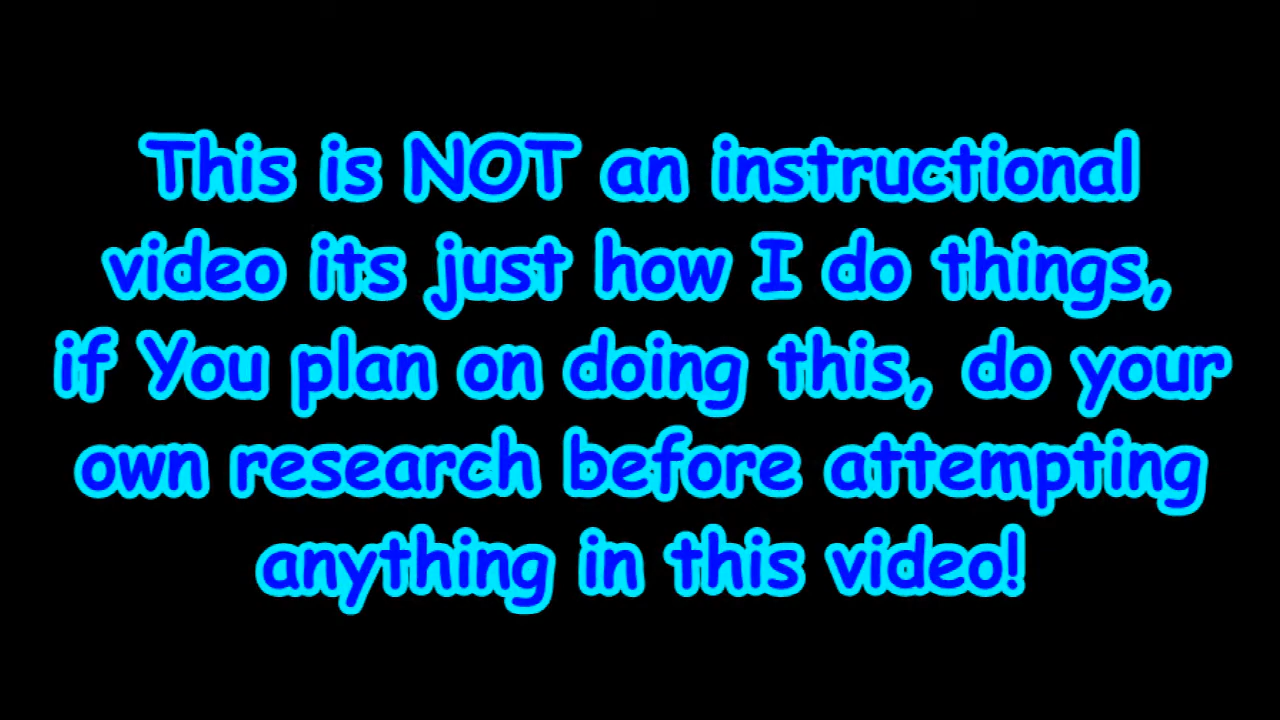 This is NOT an instructional
video its just how I do things,
if You plan on doing this, do your
own research before attempting
anything in this video!